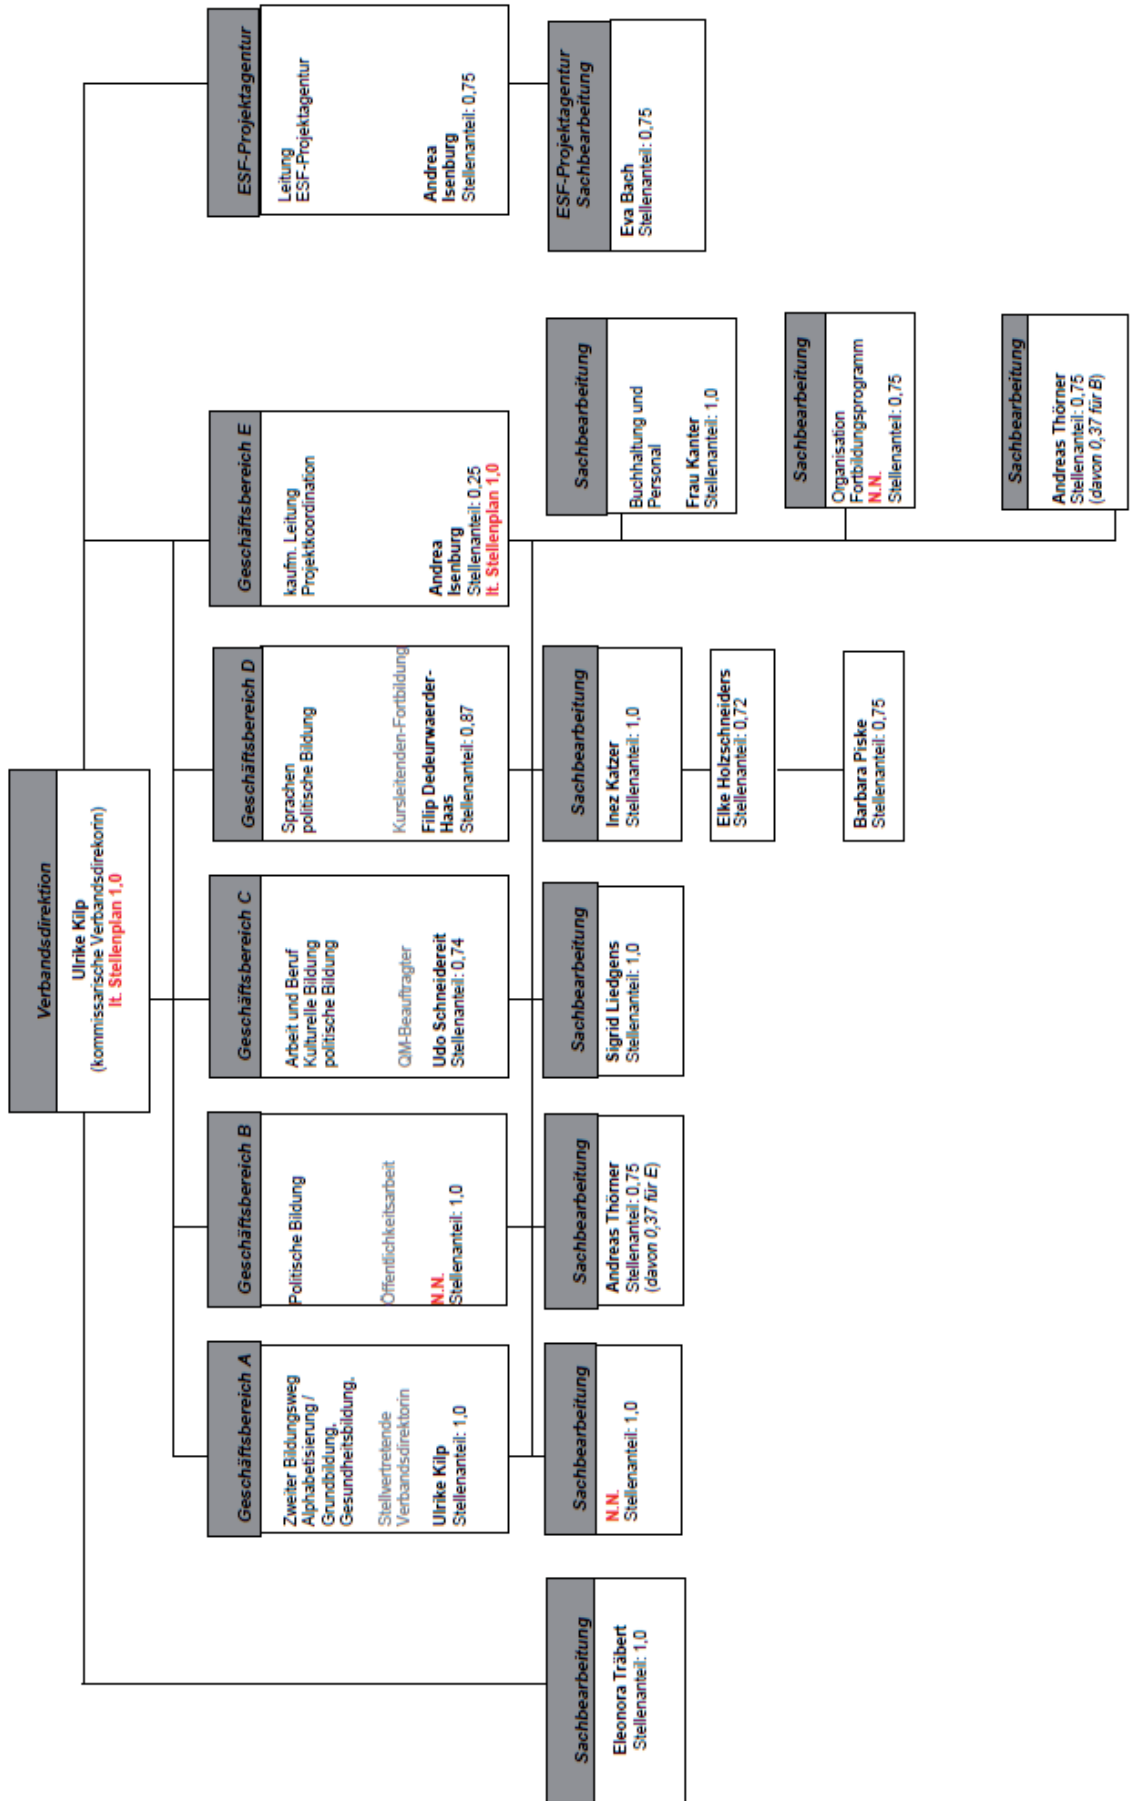 Verbandsdirektion
Ulrike Kilp
(kommissarische Verbandsdirekorin)
lt. Stellenplan 1,0
Geschäftsbereich A
Zweiter Bildungsweg
Alphabetisierung /
Grundbildung,
Gesundheitsbildung,
Stellvertretende
Verbandsdirektorin
Ulrike Kilp
Stellenanteil: 1,0
Geschäftsbereich B
Politische Bildung
Öffentlichkeitsarbeit
N.N.
Stellenanteil: 1,0
Geschäftsbereich C
Arbeit und Beruf
Kulturelle Bildung
politische Bildung
QM-Beauftragter
Udo Schneidereit
Stellenanteil: 0,74
Geschäftsbereich D
Sprachen
politische Bildung
Kursleitenden-Fortbildung
Filip Dedeurwaerder-
Haas
Stellenanteil: 0,87
Geschäftsbereich E
kaufm. Leitung
Projektkoordination
Andrea
Isenburg
Stellenanteil: 0,25
lt. Stellenplan 1,0
ESF-Projektagentur
Leitung
ESF-Projektagentur
Andrea
Isenburg
Stellenanteil: 0,75
Sachbearbeitung
Eleonora Träbert
Stellenanteil: 1,0
Sachbearbeitung
N.N.
Stellenanteil: 1,0
Sachbearbeitung
Andreas Thörner
Stellenanteil: 0,75
(davon 0,37 für E)
Sachbearbeitung
Sigrid Liedgens
Stellenanteil: 1,0
Sachbearbeitung
Inez Katzer
Stellenanteil: 1,0
Elke Holzschneiders
Stellenanteil: 0,72
Barbara Piske
Stellenanteil: 0,75
Sachbearbeitung
Buchhaltung und
Personal
Frau Kanter
Stellenanteil: 1,0
Sachbearbeitung
Organisation
Fortbildungsprogramm
N.N.
Stellenanteil: 0,75
Sachbearbeitung
Andreas Thörner
Stellenanteil: 0,75
(davon 0,37 für B)
ESF-Projektagentur
Sachbearbeitung
Eva Bach
Stellenanteil: 0,75